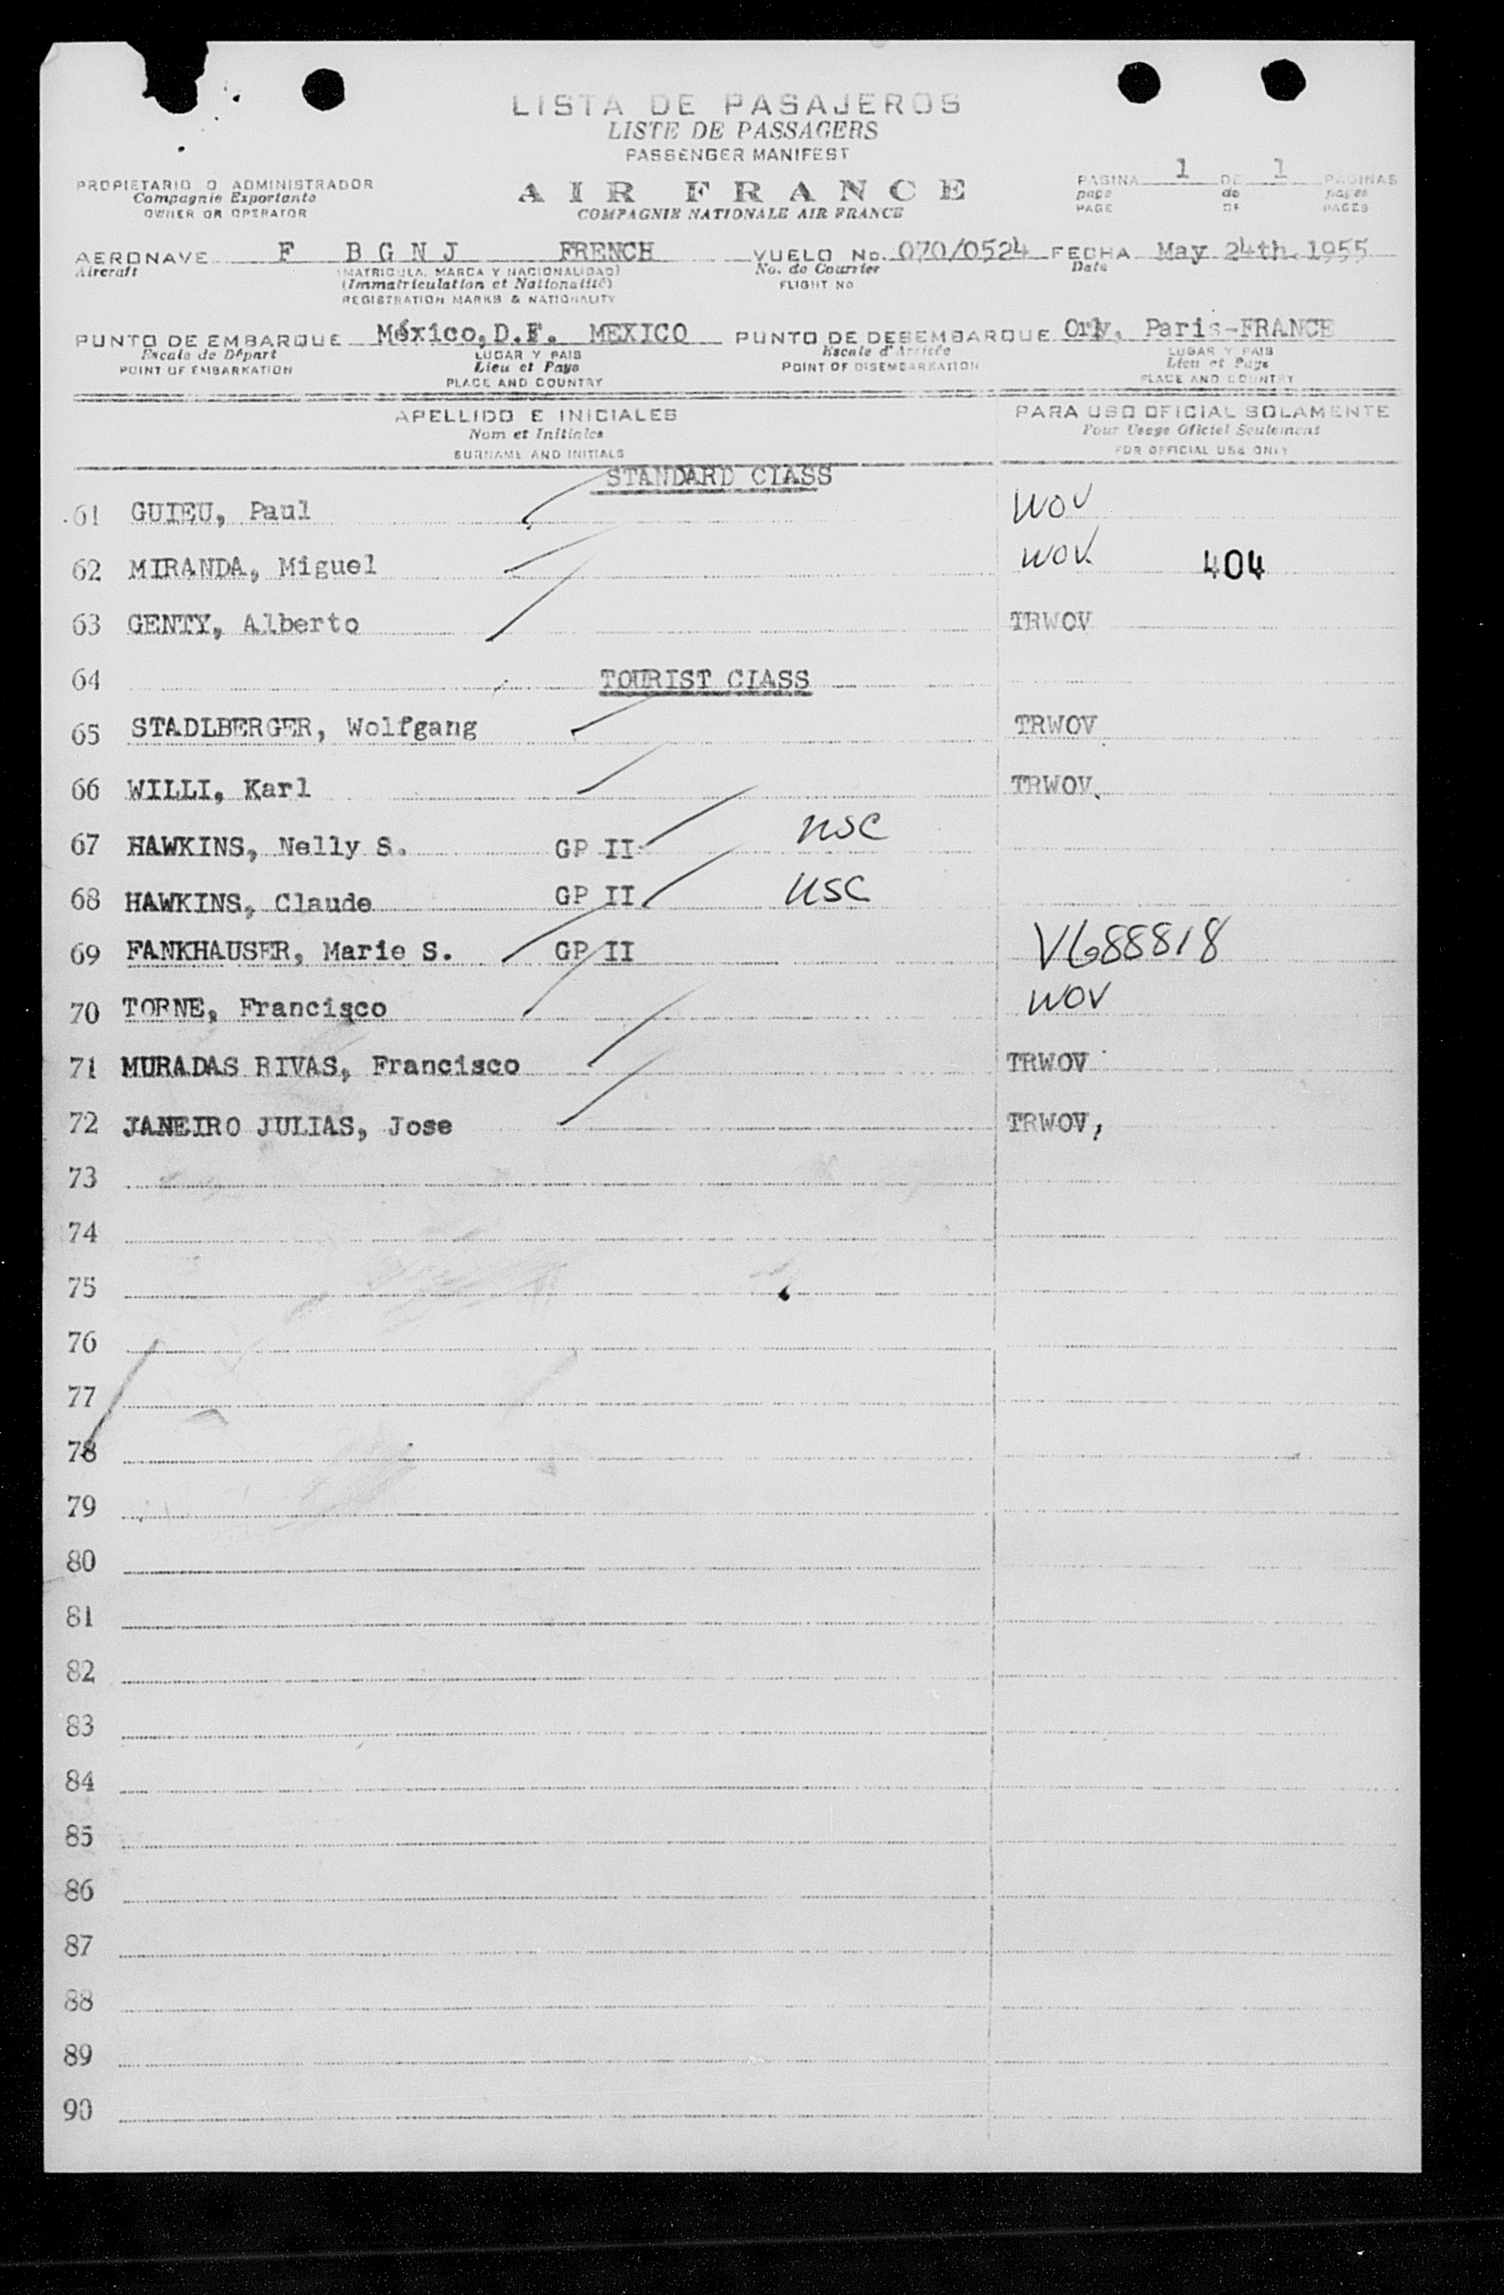 LISTA DE PASAJEROS
LISTE DE PASSAGERS
PASSENGER MANIFEST
PROPIETARIO O ADMINISTRADOR
Compagnie Exportante
OWNER OR OPERATOR
AIR FRANCE
COMPAGNIE NATIONALE AIR FRANCE
PAGINA 1 DE 1 PAGINAS
page de pages
PAGE OF PAGES
AERONAVE F BGNJ FRENCH VUELO No. 070/0524 FECHA May 24th. 1955
Aircraft (MATRICULA, MARCA Y NACIONALIDAD) No. de Courrier Date
(Immatriculation et Nationalité) FLIGHT NO
REGISTRATION MARKS & NATIONALITY
PUNTO DE EMBARQUE México, D.F. MEXICO PUNTO DE DESEMBARQUE Orly, Paris-FRANCE
Escale de Départ LUGAR Y PAIS Escale d'Arrivée LUGAR Y PAIS
POINT OF EMBARKATION Lieu et Pays POINT OF DISEMBARKATION Lieu et Pays
PLACE AND COUNTRY PLACE AND COUNTRY
APELLIDO E INICIALES PARA USO OFICIAL SOLAMENTE
Nom et Initiales Pour Usage Oficiel Seulement
SURNAME AND INITIALS FOR OFFICIAL USE ONLY
STANDARD CLASS
61 GUIEU, Paul WOV
62 MIRANDA, Miguel WOV. 404
63 GENTY, Alberto TRWOV
64 TOURIST CLASS
65 STADLBERGER, Wolfgang TRWOV
66 WILLI, Karl TRWOV.
67 HAWKINS, Nelly S. GP II USC
68 HAWKINS, Claude GP II USC
69 FANKHAUSER, Marie S. GP II V688818
70 TORNE, Francisco WOV
71 MURADAS RIVAS, Francisco TRWOV
72 JANEIRO JULIAS, Jose TRWOV,
73
74
75
76
77
78
79
80
81
82
83
84
85
86
87
88
89
90